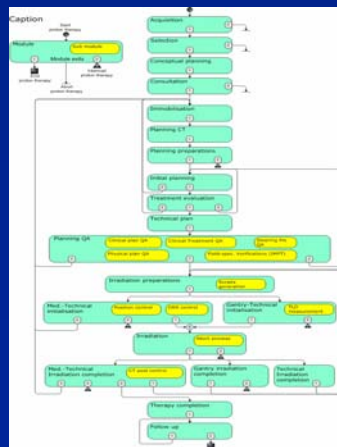 Caption
Start
proton therapy
Module
Sub module
Module exits
End
proton therapy
Abort
proton therapy
Acquisition
Selection
Conceptual planning
Consultation
Immobilisation
Planning CT
Planning preparations
Initial planning
Treatment evaluation
Technical plan
Planning QA
Clinical plan QA
Clinical Treatment QA
Physical plan QA
Irradiation preparations
Med.-Technical
initialisation
Position control
Gantry-Technical
initialisation
Irradiation
Med.-Technical
Irradiation completion
Gantry irradiation
completion
Technical
Irradiation
completion
Therapy completion
Follow up